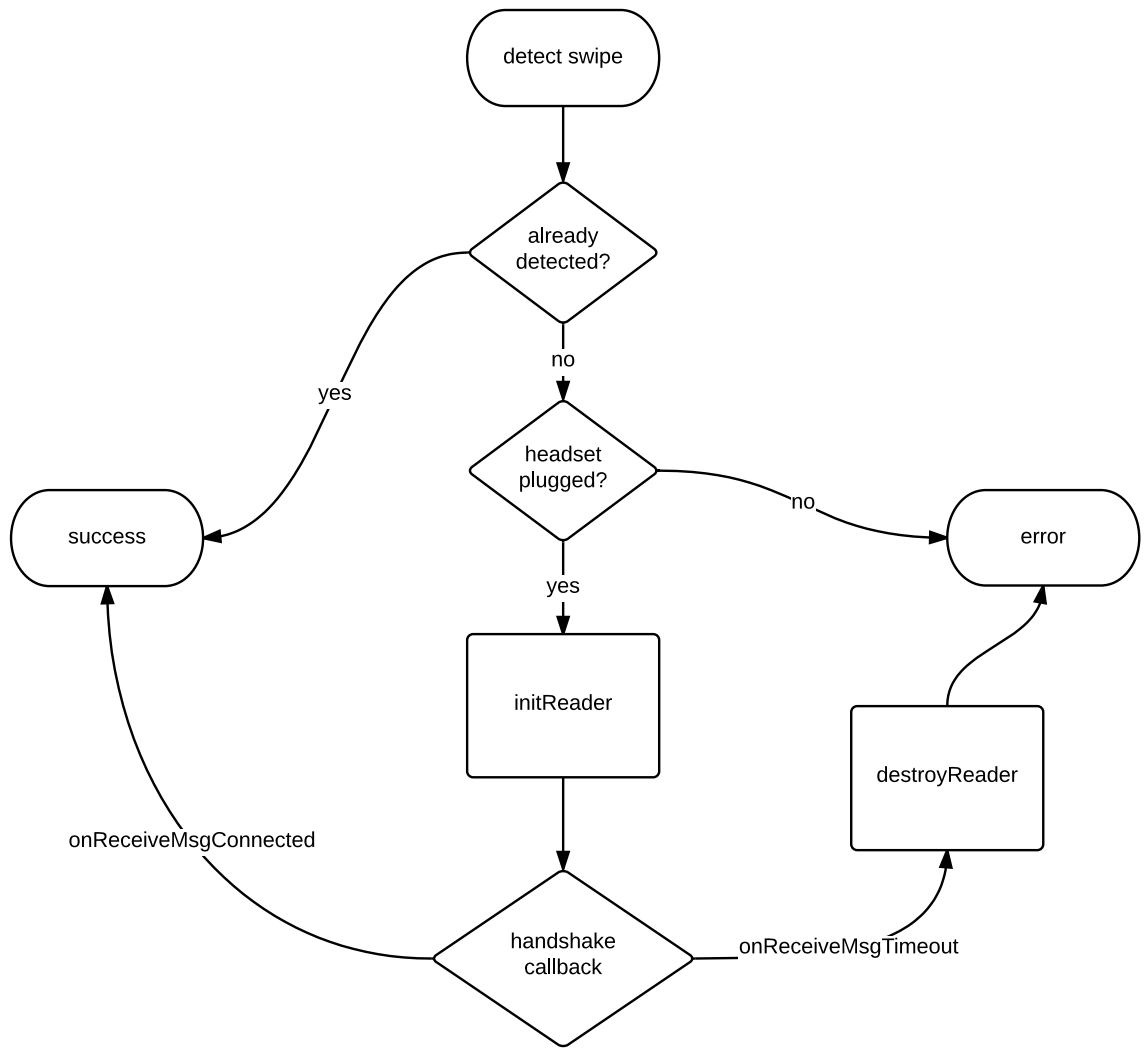 detect swipe
already
detected?
no
yes
headset
plugged?
no
success
error
yes
initReader
destroyReader
onReceiveMsgConnected
handshake
callback
onReceiveMsgTimeout